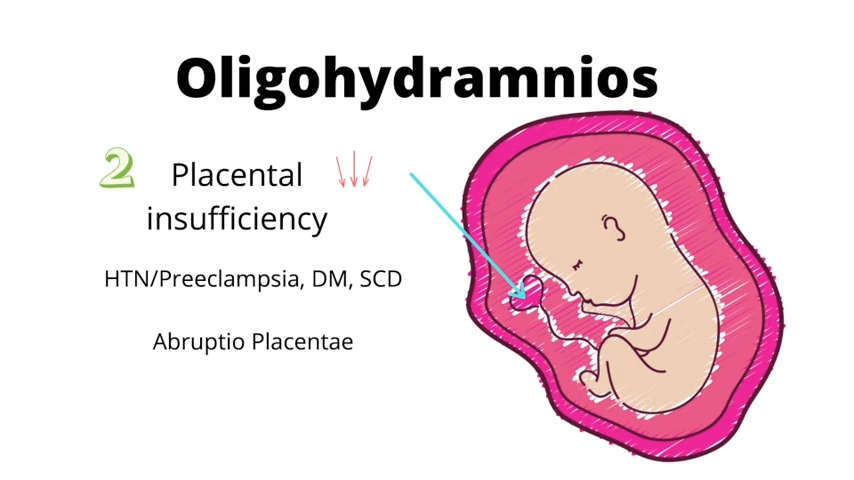 Oligohydramnios
2 Placental
insufficiency
HTN/Preeclampsia, DM, SCD
Abruptio Placentae